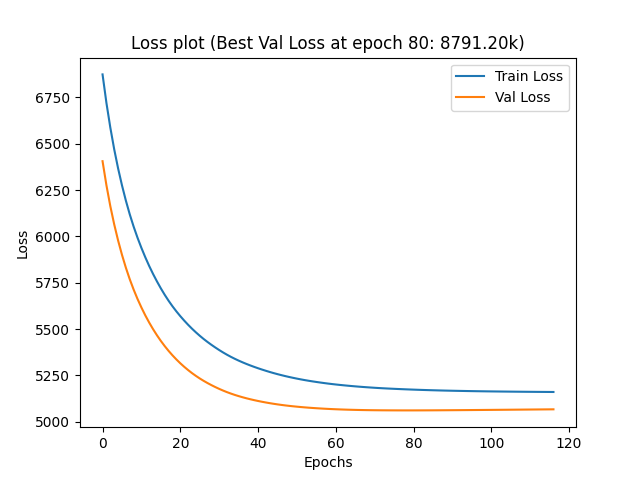 Loss plot (Best Val Loss at epoch 80: 8791.20k)
Train Loss
Val Loss
Loss
6750
6500
6250
6000
5750
5500
5250
5000
0 20 40 60 80 100 120
Epochs